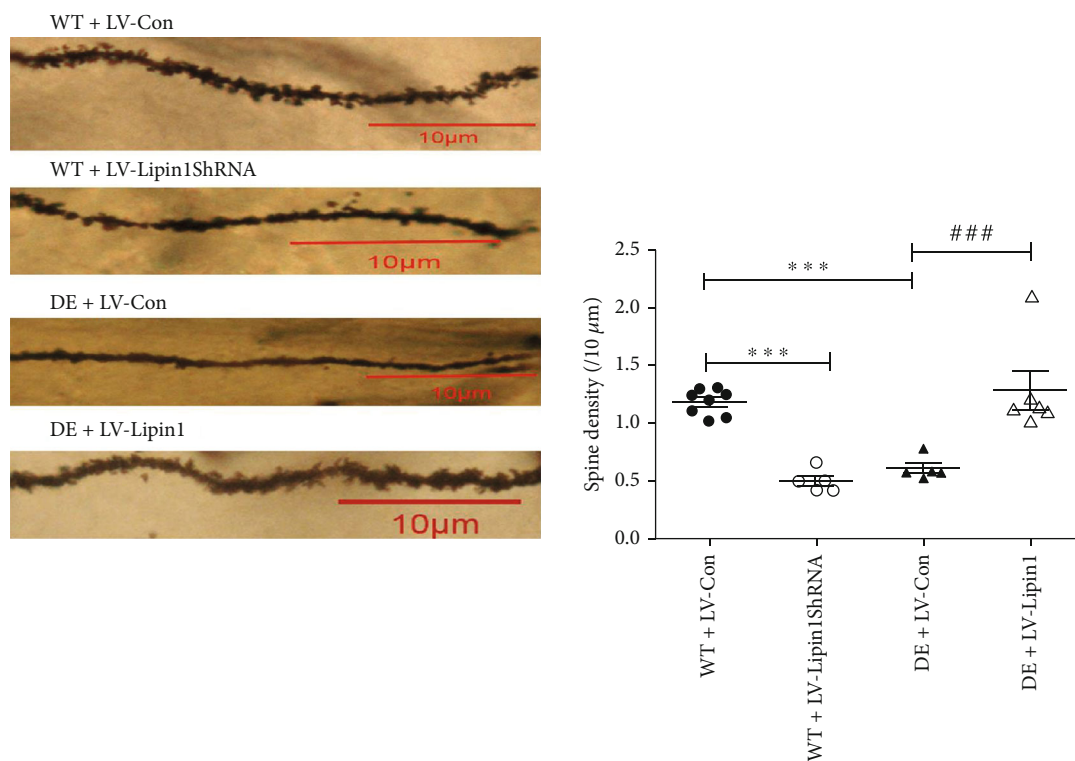 WT + LV-Con
10μm
WT + LV-Lipin1ShRNA
10μm
DE + LV-Con
10μm
DE + LV-Lipin1
10μm
###
***
***
Spine density (/10 μm)
2.5
2.0
1.5
1.0
0.5
0.0
WT + LV-Con
WT + LV-Lipin1ShRNA
DE + LV-Con
DE + LV-Lipin1